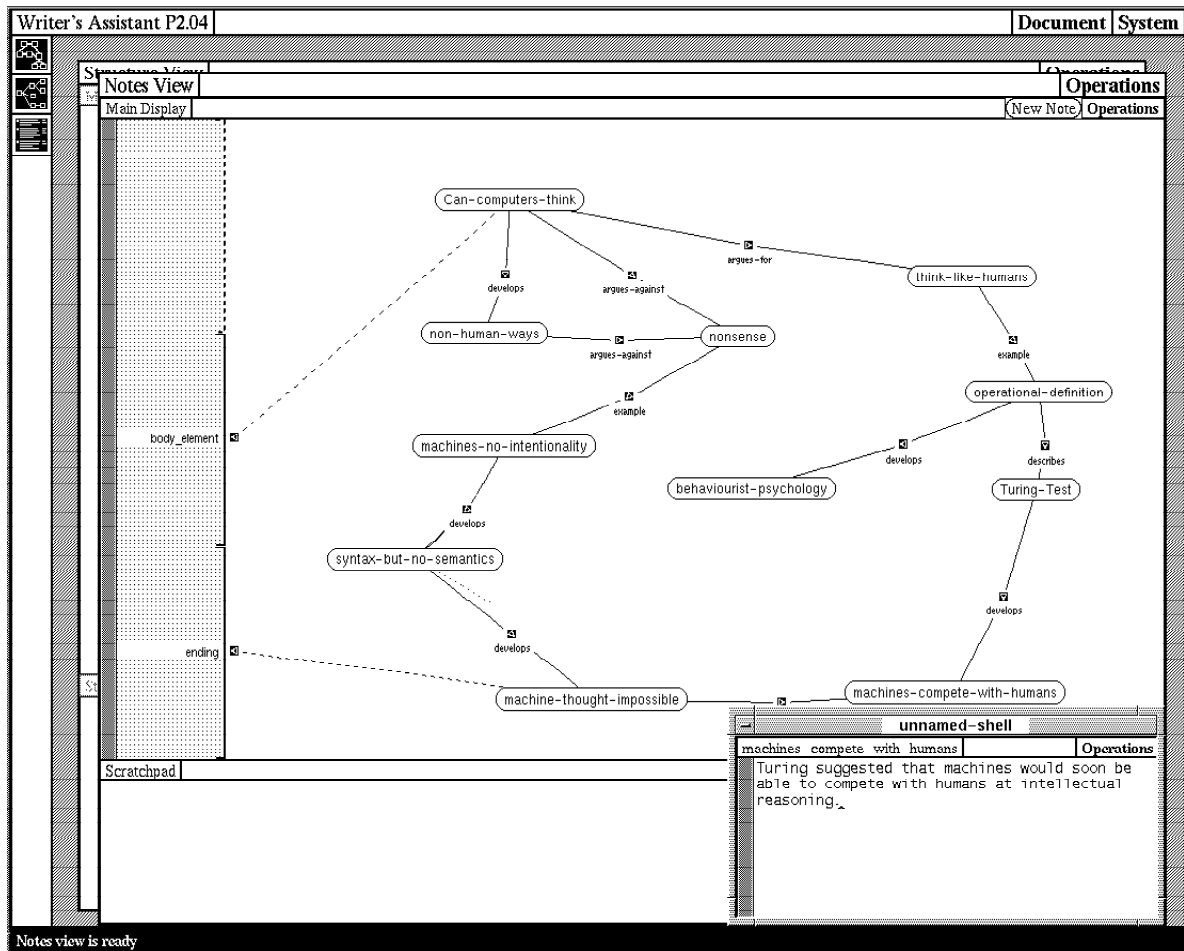 Writer's Assistant P2.04
Document
System
Structure View
Operations
Notes View
Operations
Main Display
New Note
Operations
Can-computers-think
argues-for
develops
argues-against
think-like-humans
non-human-ways
argues-against
nonsense
example
example
operational-definition
body_element
machines-no-intentionality
develops
describes
behaviourist-psychology
Turing-Test
develops
syntax-but-no-semantics
develops
develops
ending
machine-thought-impossible
machines-compete-with-humans
unnamed-shell
machines compete with humans
Operations
Turing suggested that machines would soon be
able to compete with humans at intellectual
reasoning.
Scratchpad
Notes view is ready